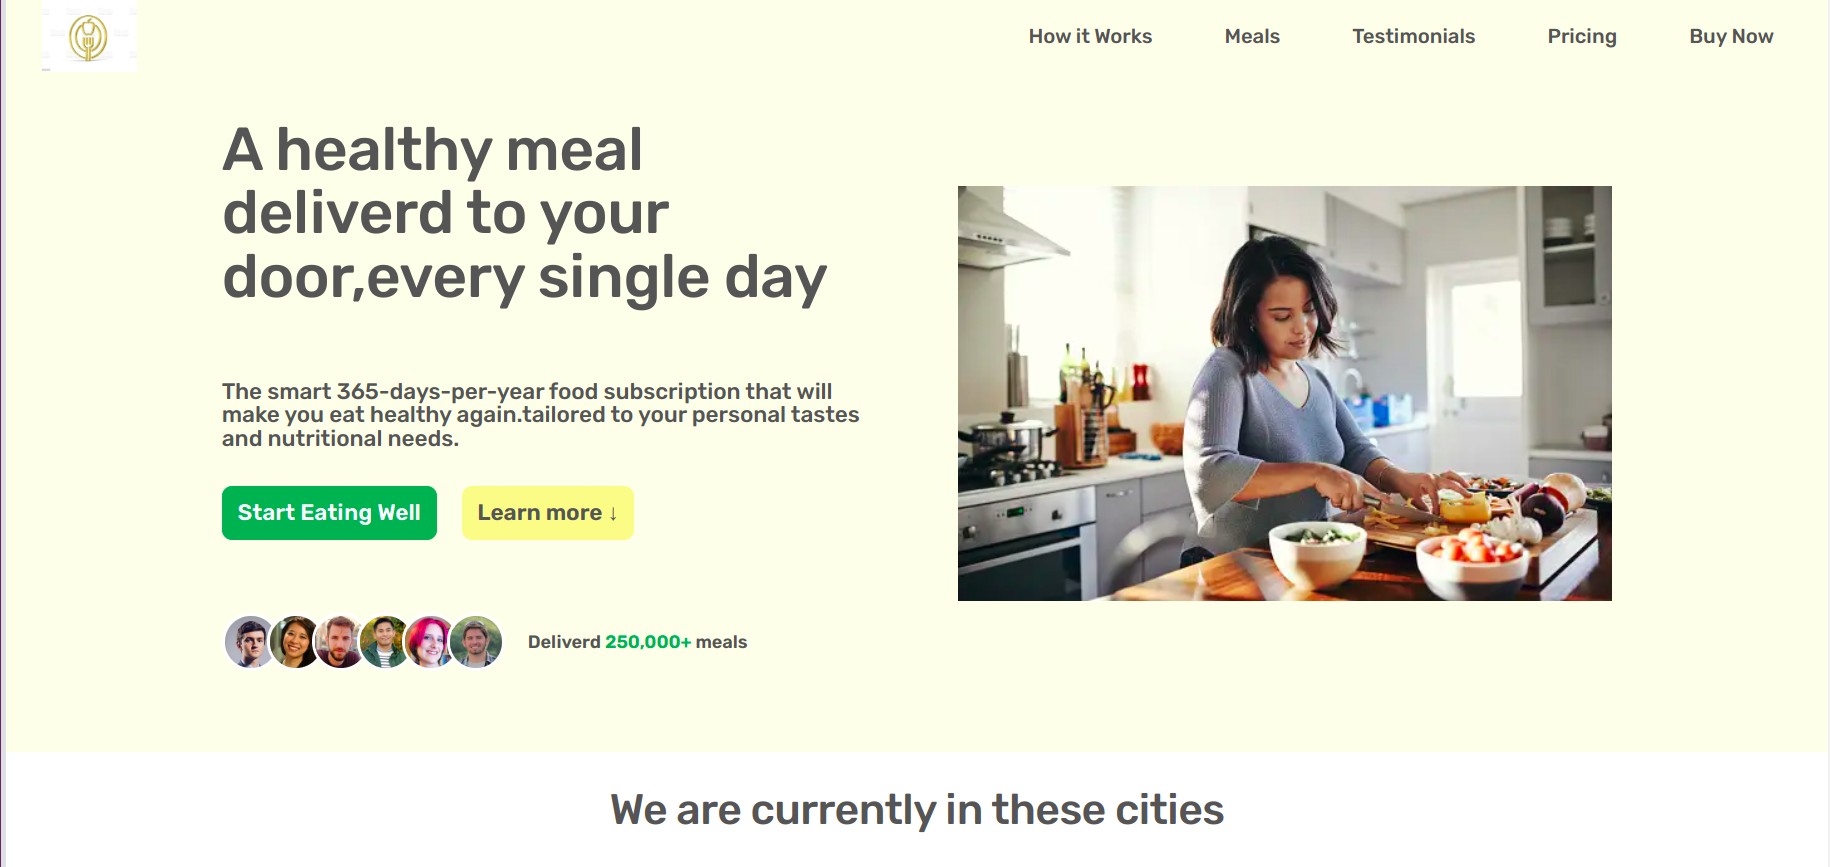 How it Works
Meals
Testimonials
Pricing
Buy Now
A healthy meal
deliverd to your
door,every single day
The smart 365-days-per-year food subscription that will
make you eat healthy again.tailored to your personal tastes
and nutritional needs.
Start Eating Well
Learn more ↓
Deliverd 250,000+ meals
We are currently in these cities